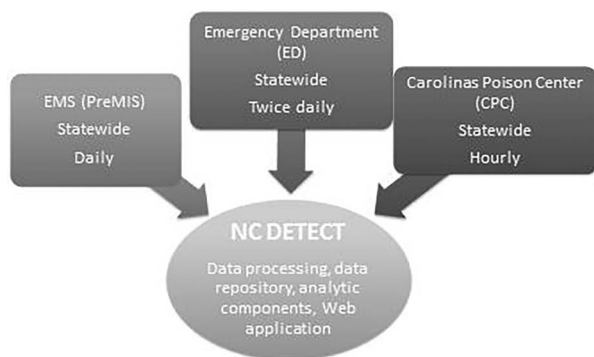 EMS (PreMIS)
Statewide
Daily
Emergency Department
(ED)
Statewide
Twice daily
Carolinas Poison Center
(CPC)
Statewide
Hourly
NC DETECT
Data processing, data
repository, analytic
components, Web
application